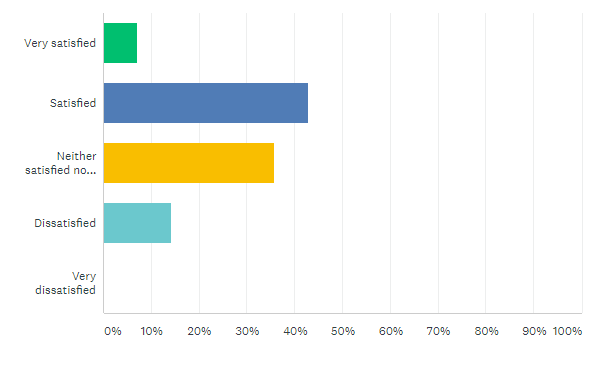 Very satisfied
Satisfied
Neither
satisfied no...
Dissatisfied
Very
dissatisfied
0% 10% 20% 30% 40% 50% 60% 70% 80% 90% 100%